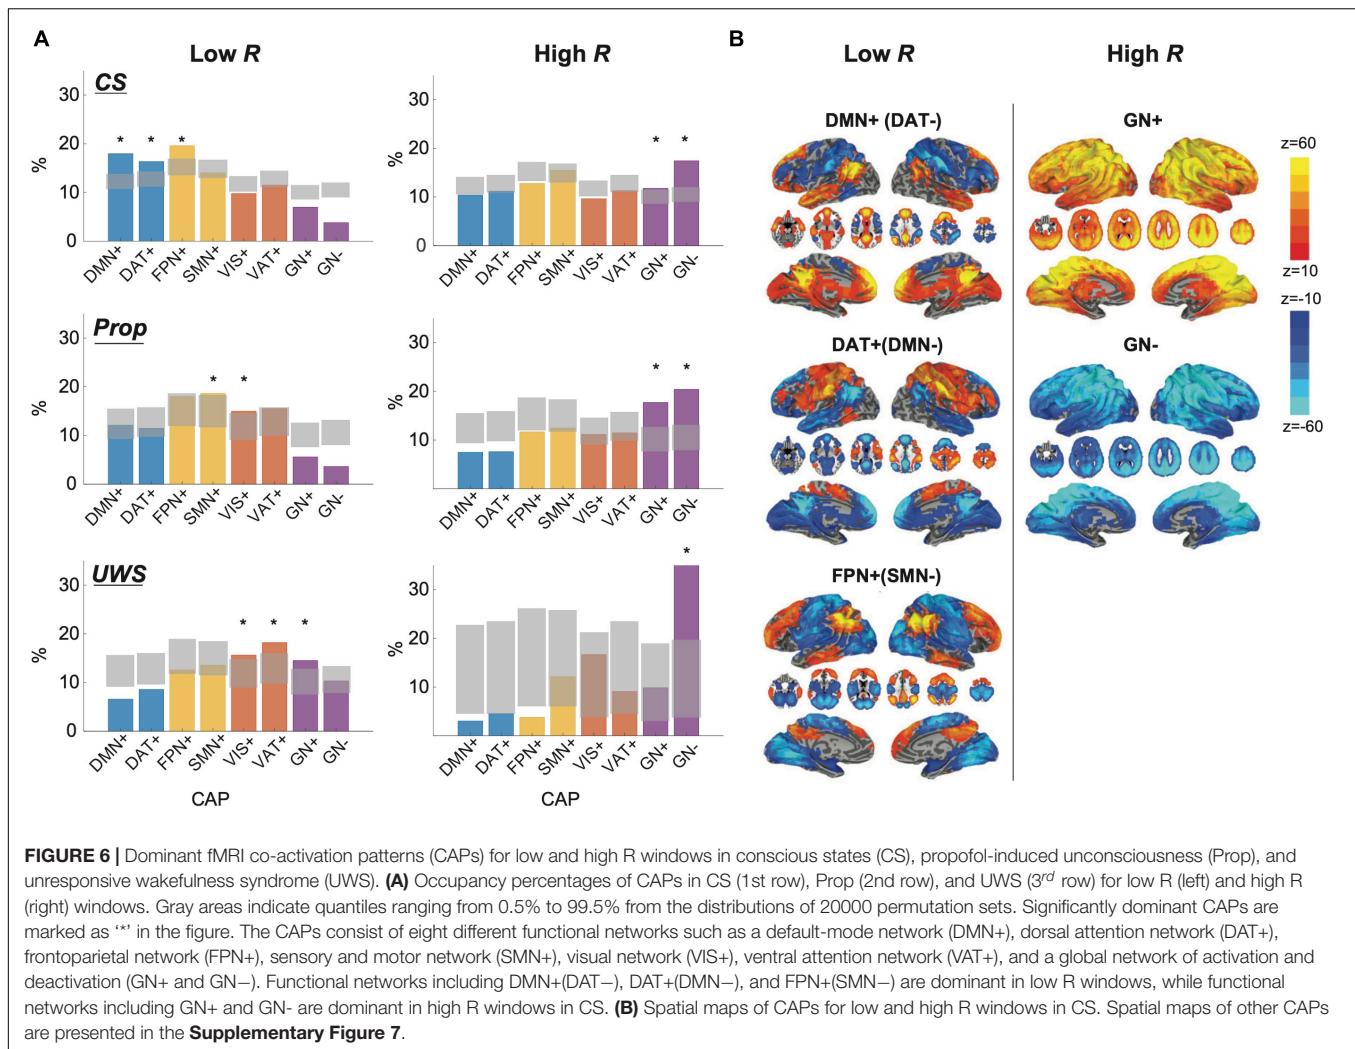 A
Low R
High R
CS
30
20
10
0
%
* * *
DMN+ DAT+ FPN+ SMN+ VIS+ VAT+ GN+ GN-
30
20
10
0
%
* *
DMN+ DAT+ FPN+ SMN+ VIS+ VAT+ GN+ GN-
Prop
30
20
10
0
%
* *
DMN+ DAT+ FPN+ SMN+ VIS+ VAT+ GN+ GN-
30
20
10
%
* *
DMN+ DAT+ FPN+ SMN+ VIS+ VAT+ GN+ GN-
UWS
30
20
10
0
%
* * *
DMN+ DAT+ FPN+ SMN+ VIS+ VAT+ GN+ GN-
CAP
30
20
10
%
*
DMN+ DAT+ FPN+ SMN+ VIS+ VAT+ GN+ GN-
CAP
B
Low R
High R
DMN+ (DAT-)
DAT+(DMN-)
FPN+(SMN-)
GN+
GN-
z=60
z=10
z=-10
z=-60
FIGURE 6 | Dominant fMRI co-activation patterns (CAPs) for low and high R windows in conscious states (CS), propofol-induced unconsciousness (Prop), and
unresponsive wakefulness syndrome (UWS). (A) Occupancy percentages of CAPs in CS (1st row), Prop (2nd row), and UWS (3rd row) for low R (left) and high R
(right) windows. Gray areas indicate quantiles ranging from 0.5% to 99.5% from the distributions of 20000 permutation sets. Significantly dominant CAPs are
marked as ‘*’ in the figure. The CAPs consist of eight different functional networks such as a default-mode network (DMN+), dorsal attention network (DAT+),
frontoparietal network (FPN+), sensory and motor network (SMN+), visual network (VIS+), ventral attention network (VAT+), and a global network of activation and
deactivation (GN+ and GN−). Functional networks including DMN+(DAT−), DAT+(DMN−), and FPN+(SMN−) are dominant in low R windows, while functional
networks including GN+ and GN- are dominant in high R windows in CS. (B) Spatial maps of CAPs for low and high R windows in CS. Spatial maps of other CAPs
are presented in the Supplementary Figure 7.